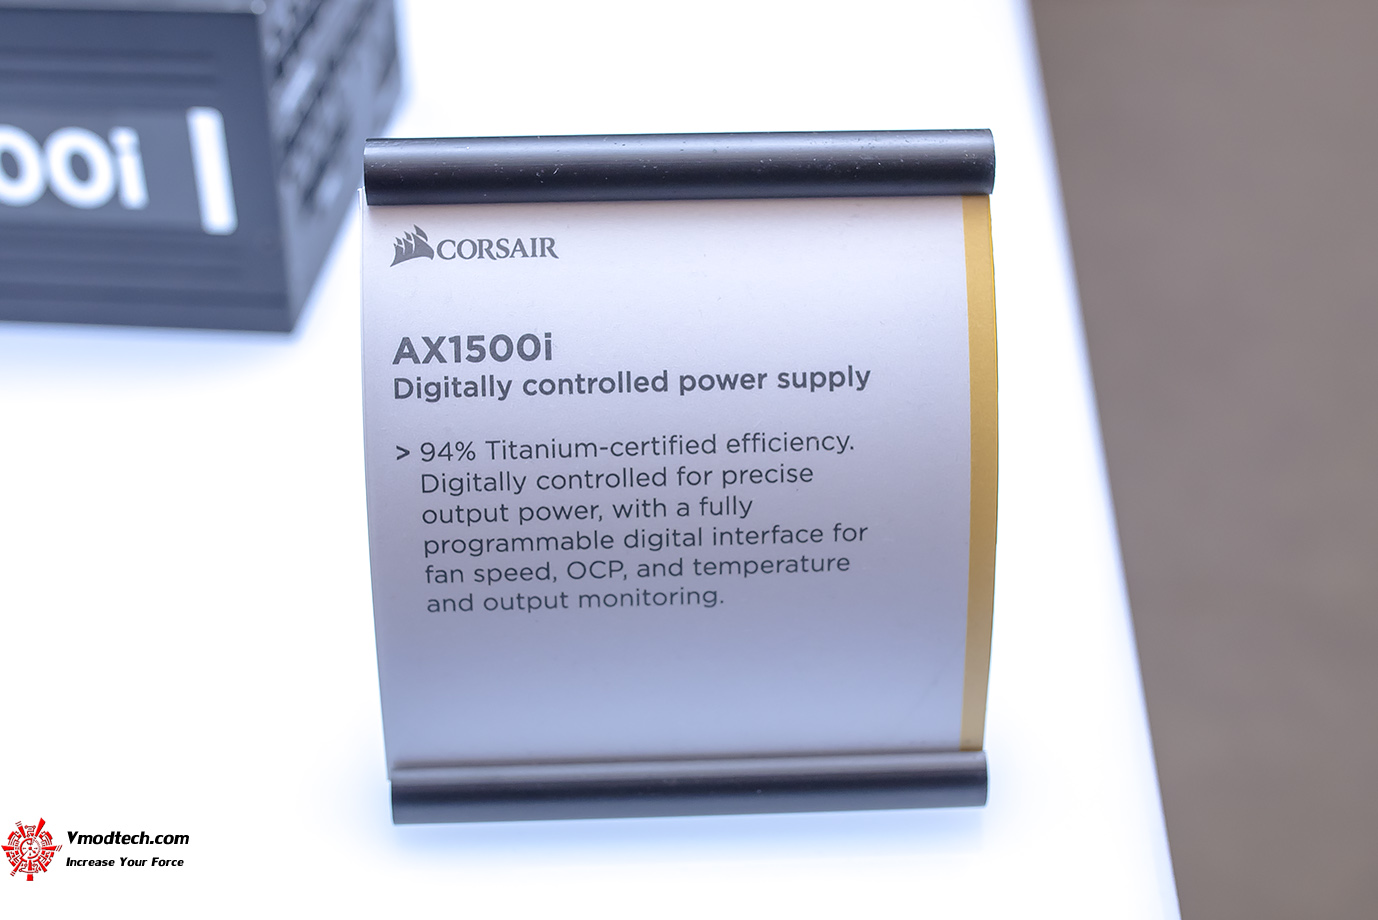 00i
CORSAIR
AX1500i
Digitally controlled power supply
> 94% Titanium-certified efficiency.
Digitally controlled for precise
output power, with a fully
programmable digital interface for
fan speed, OCP, and temperature
and output monitoring.
Vmodtech.com
Increase Your Force